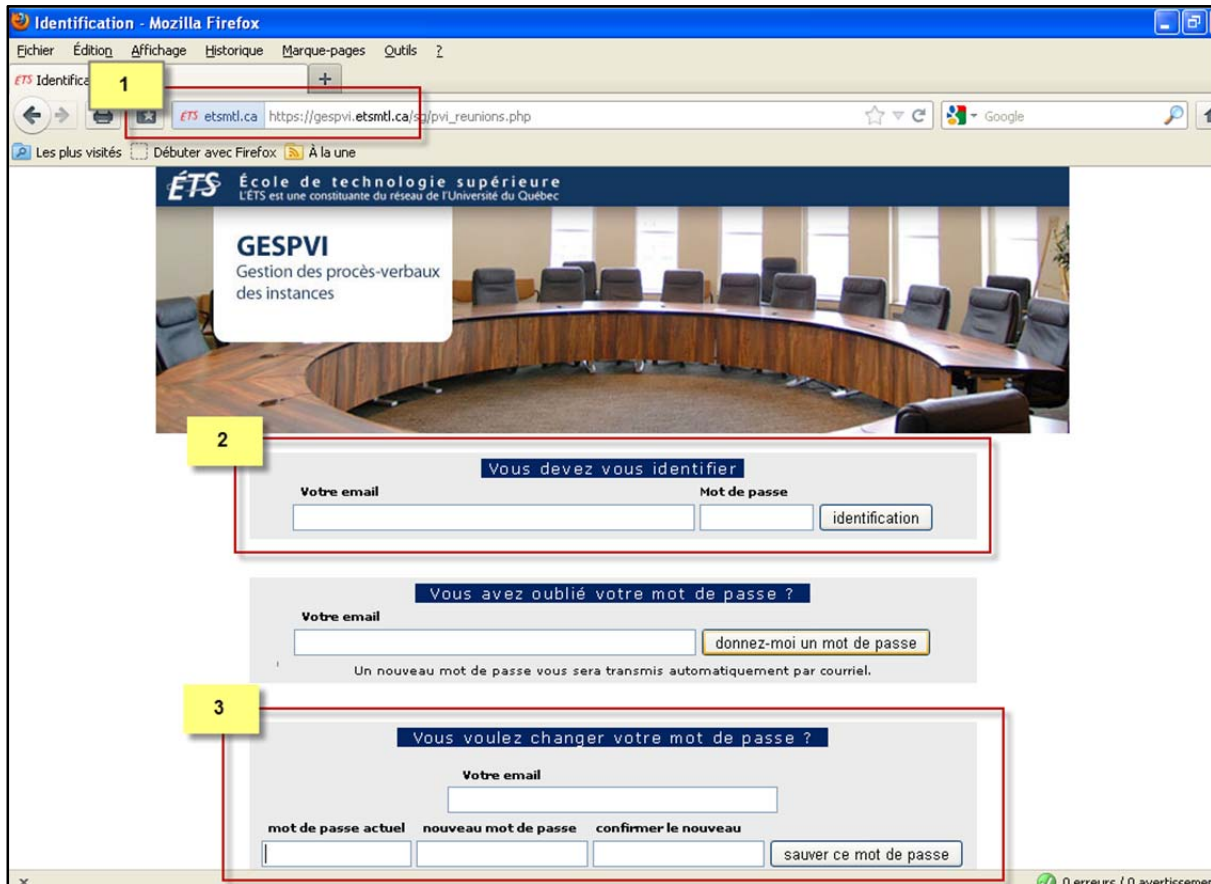 Identification - Mozilla Firefox
Fichier Édition Affichage Historique Marque-pages Outils ?
ÉTS Identifica
1
ÉTS etsmtl.ca https://gespvi.etsmtl.ca/sg/pvi_reunions.php Google
Les plus visités Débuter avec Firefox À la une
ÉTS École de technologie supérieure
L'ÉTS est une constituante du réseau de l'Université du Québec
GESPVI
Gestion des procès-verbaux
des instances
2
Vous devez vous identifier
Votre email Mot de passe
identification
Vous avez oublié votre mot de passe ?
Votre email
donnez-moi un mot de passe
Un nouveau mot de passe vous sera transmis automatiquement par courriel.
3
Vous voulez changer votre mot de passe ?
Votre email
mot de passe actuel nouveau mot de passe confirmer le nouveau
sauver ce mot de passe
x 0 erreurs / 0 avertissemen